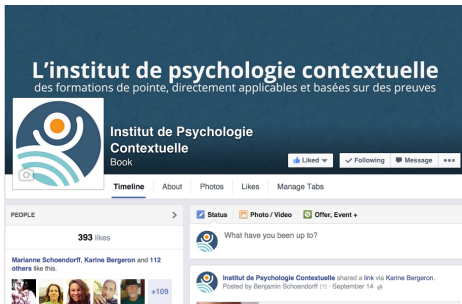 L'institut de psychologie contextuelle
des formations de pointe, directement applicables et basées sur des preuves
Institut de Psychologie
Contextuelle
Book
Liked
Following
Message
Timeline
About
Photos
Likes
Manage Tabs
PEOPLE
393 likes
Marianne Schoendorff, Karine Bergeron and 112
others like this.
+109
Status
Photo / Video
Offer, Event +
What have you been up to?
Institut de Psychologie Contextuelle shared a link via Karine Bergeron.
Posted by Benjamin Schoendorff [?] · September 14